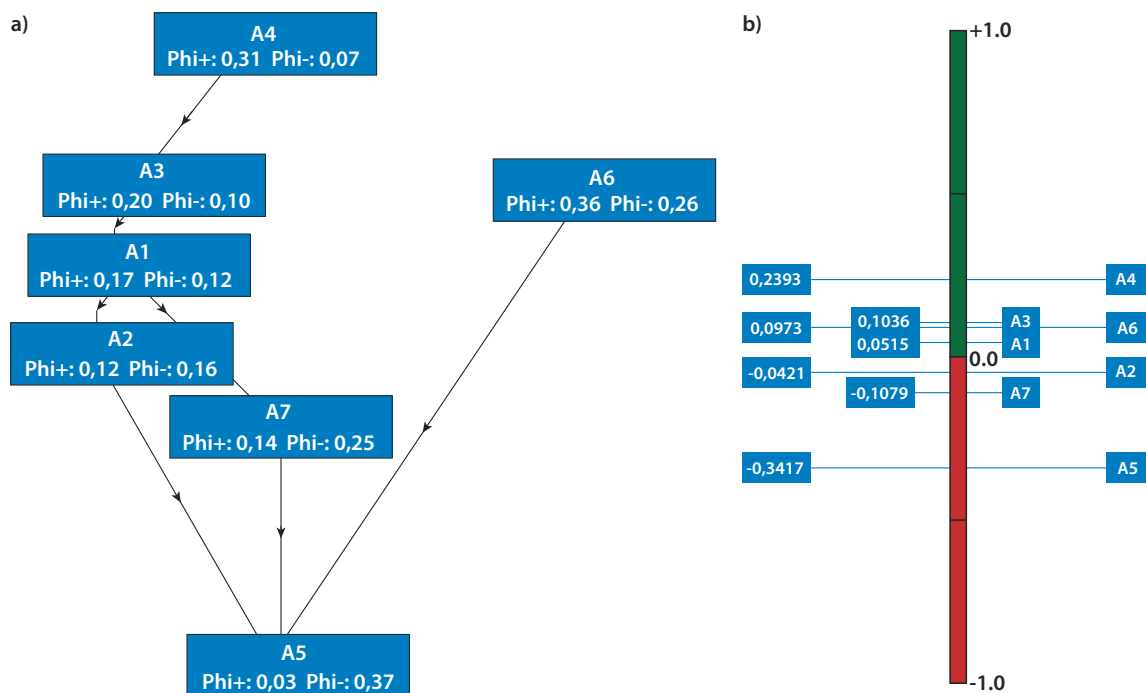 a)
A4
Phi+: 0,31 Phi-: 0,07
A3
Phi+: 0,20 Phi-: 0,10
A6
Phi+: 0,36 Phi-: 0,26
A1
Phi+: 0,17 Phi-: 0,12
A2
Phi+: 0,12 Phi-: 0,16
A7
Phi+: 0,14 Phi-: 0,25
A5
Phi+: 0,03 Phi-: 0,37
b)
+1.0
0,2393 A4
0,1036 A3
0,0973 A6
0,0515 A1
0.0
-0,0421 A2
-0,1079 A7
-0,3417 A5
-1.0